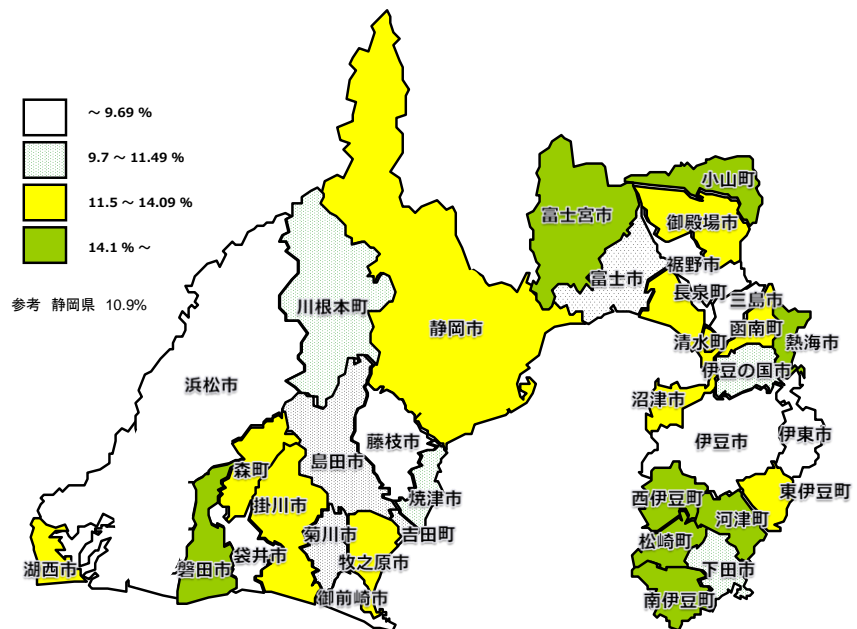 ～ 9.69 %
9.7 ～ 11.49 %
11.5 ～ 14.09 %
14.1 % ～
参考 静岡県 10.9%
小山町
富士宮市
御殿場市
裾野市
富士市
長泉町
三島市
川根本町
静岡市
函南町
清水町
熱海市
伊豆の国市
浜松市
沼津市
藤枝市
伊豆市
伊東市
島田市
森町
東伊豆町
焼津市
西伊豆町
掛川市
河津町
菊川市
吉田町
松崎町
袋井市
牧之原市
湖西市
磐田市
下田市
御前崎市
南伊豆町